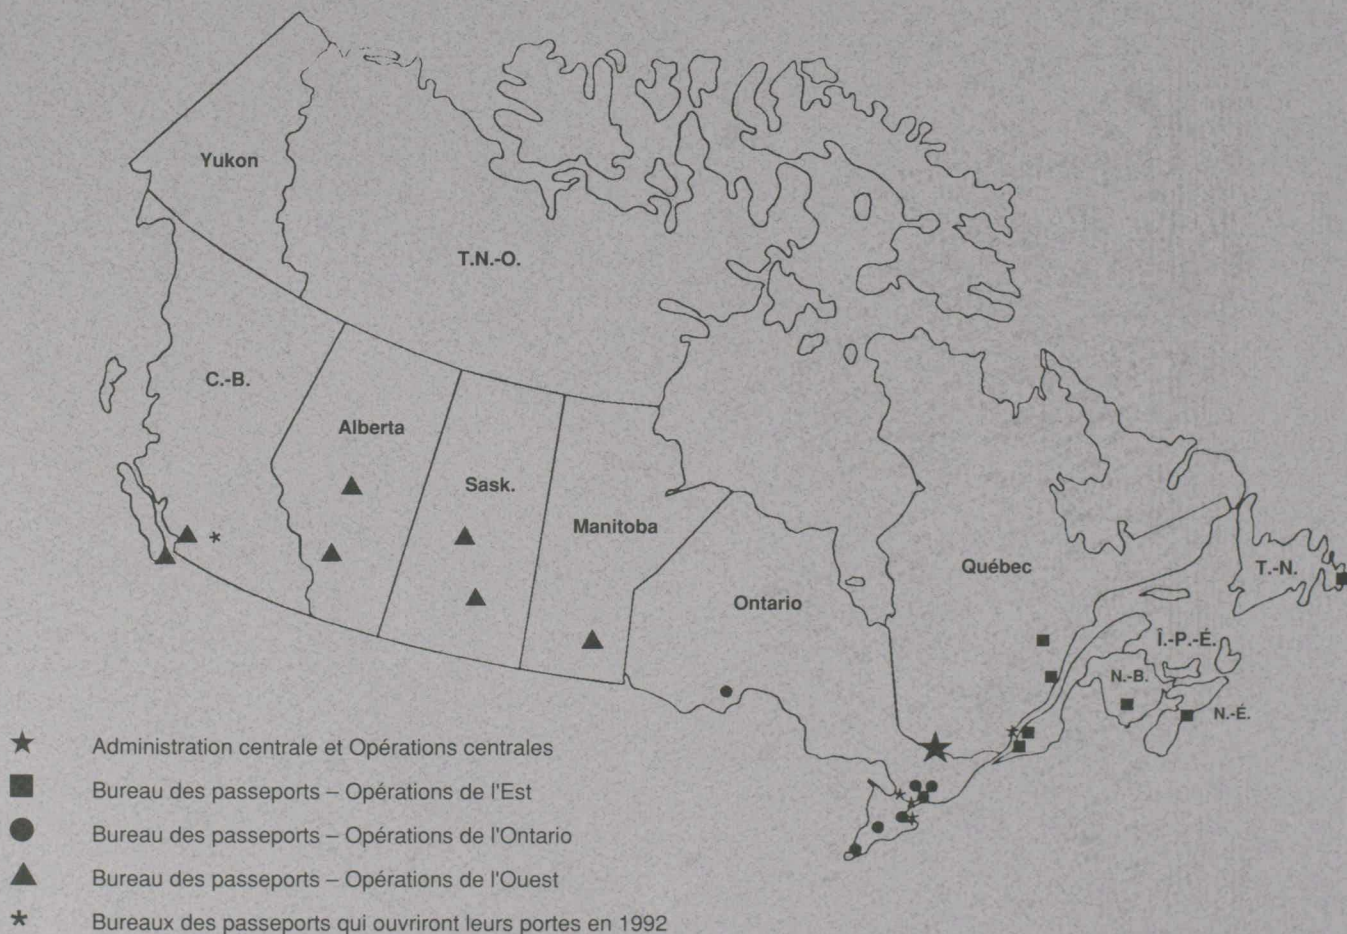 Yukon
T.N.-O.
C.-B.
Alberta
Sask.
Manitoba
Ontario
Québec
T.-N.
Î.-P.-É.
N.-B.
N.-É.
Administration centrale et Opérations centrales
Bureau des passeports – Opérations de l'Est
Bureau des passeports – Opérations de l'Ontario
Bureau des passeports – Opérations de l'Ouest
* Bureaux des passeports qui ouvriront leurs portes en 1992